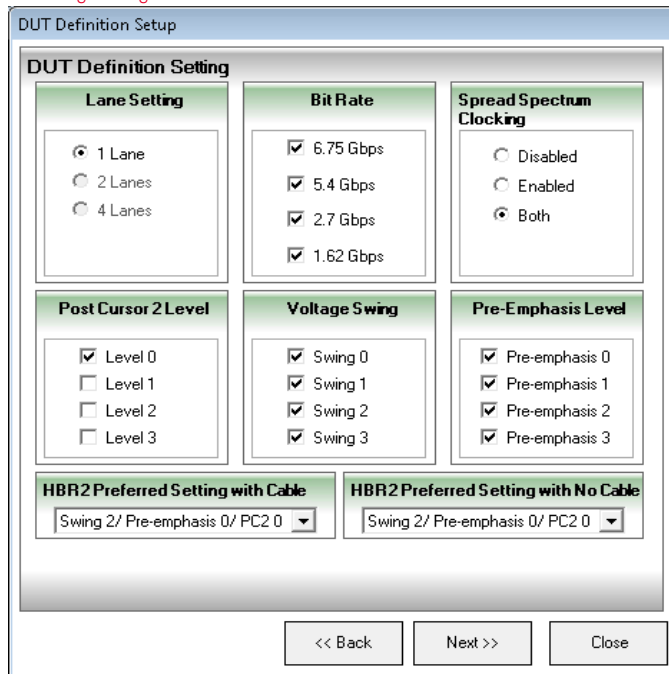 DUT Definition Setup
DUT Definition Setting
Lane Setting
1 Lane
2 Lanes
4 Lanes
Bit Rate
6.75 Gbps
5.4 Gbps
2.7 Gbps
1.62 Gbps
Spread Spectrum
Clocking
Disabled
Enabled
Both
Post Cursor 2 Level
Level 0
Level 1
Level 2
Level 3
Voltage Swing
Swing 0
Swing 1
Swing 2
Swing 3
Pre-Emphasis Level
Pre-emphasis 0
Pre-emphasis 1
Pre-emphasis 2
Pre-emphasis 3
HBR2 Preferred Setting with Cable
Swing 2/ Pre-emphasis 0/ PC2 0
HBR2 Preferred Setting with No Cable
Swing 2/ Pre-emphasis 0/ PC2 0
<< Back
Next >>
Close